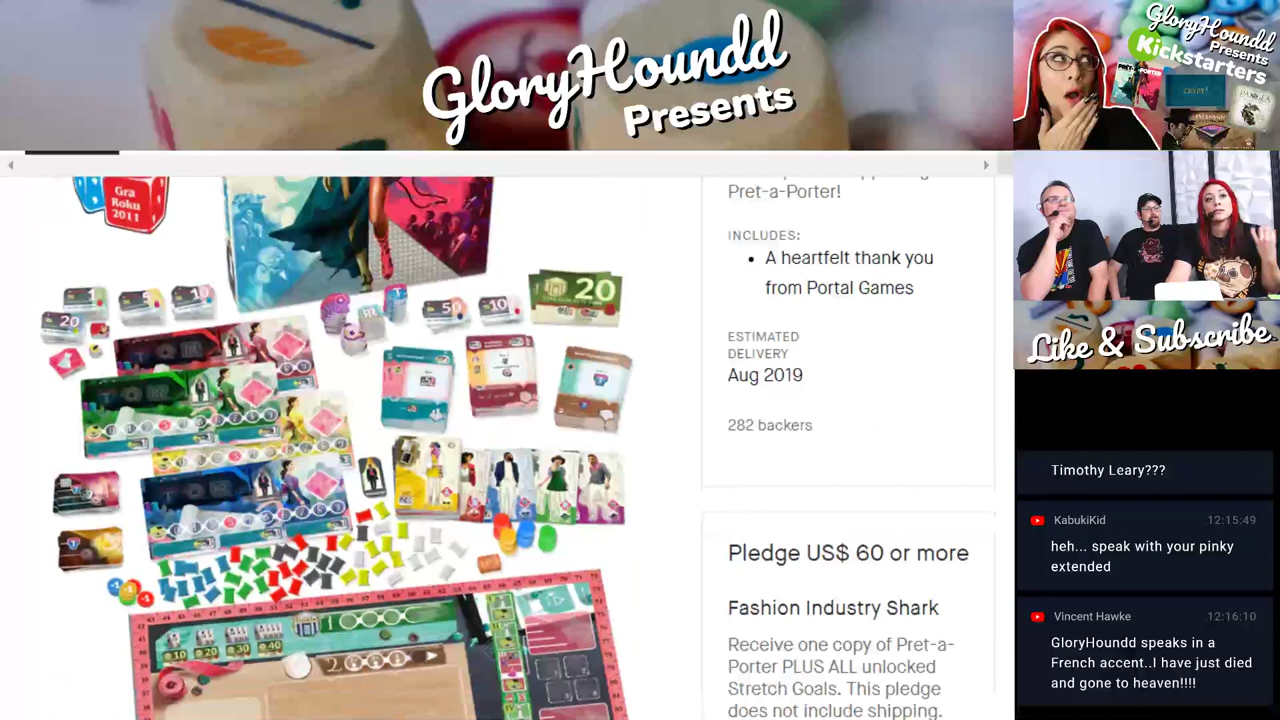 GloryHoundd
Presents
GloryHoundd
Presents
Kickstarters
Gra
Roku
2011
20
20
10
50
10
Pret-a-Porter!
INCLUDES:
• A heartfelt thank you
from Portal Games
ESTIMATED
DELIVERY
Aug 2019
282 backers
Pledge US$ 60 or more
Fashion Industry Shark
Receive one copy of Pret-a-
Porter PLUS ALL unlocked
Stretch Goals. This pledge
does not include shipping.
Like & Subscribe
Timothy Leary???
KabukiKid 12:15:49
heh... speak with your pinky
extended
Vincent Hawke 12:16:10
GloryHoundd speaks in a
French accent..I have just died
and gone to heaven!!!!